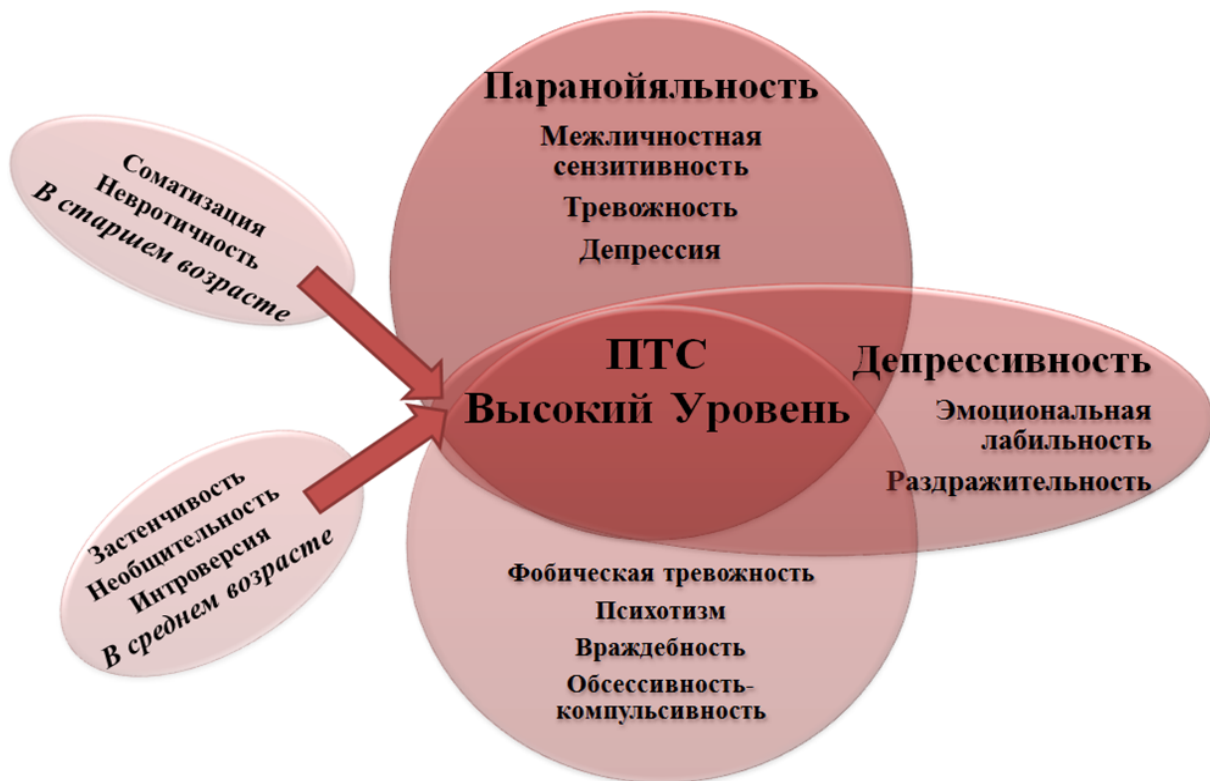 Паранойяльность
Межличностная
сензитивность
Тревожность
Депрессия
Соматизация
Невротичность
В старшем возрасте
ПТС
Высокий Уровень
Депрессивность
Эмоциональная
лабильность
Раздражительность
Застенчивость
Необщительность
Интроверсия
В среднем возрасте
Фобическая тревожность
Психотизм
Враждебность
Обсессивность-
компульсивность